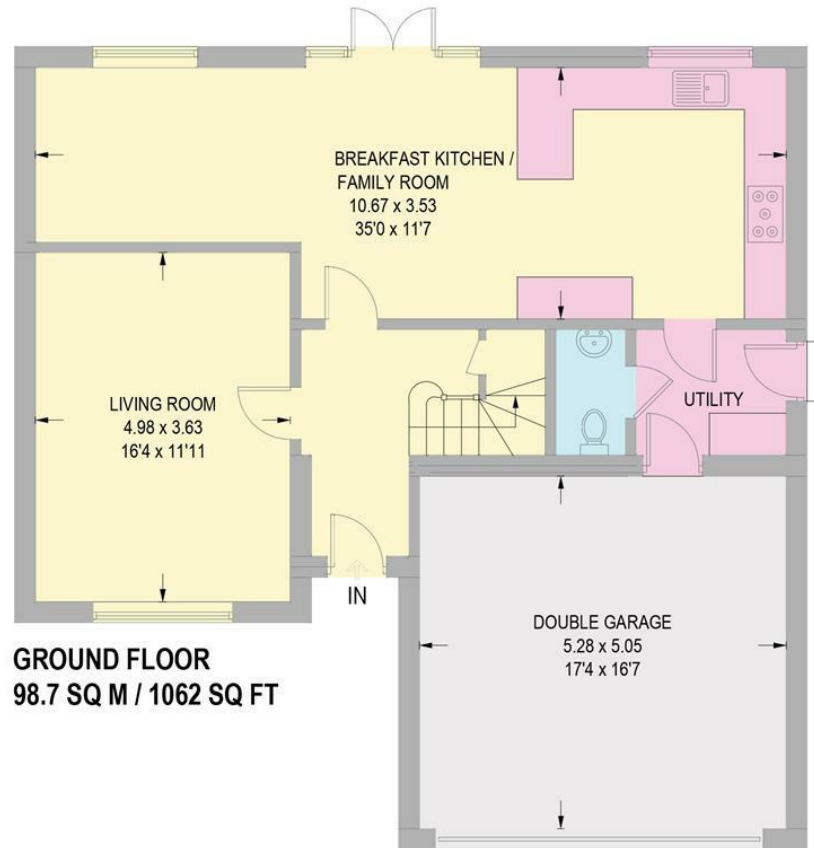 BREAKFAST KITCHEN /
FAMILY ROOM
10.67 x 3.53
35'0 x 11'7
LIVING ROOM
4.98 x 3.63
16'4 x 11'11
UTILITY
IN
DOUBLE GARAGE
5.28 x 5.05
17'4 x 16'7
GROUND FLOOR
98.7 SQ M / 1062 SQ FT